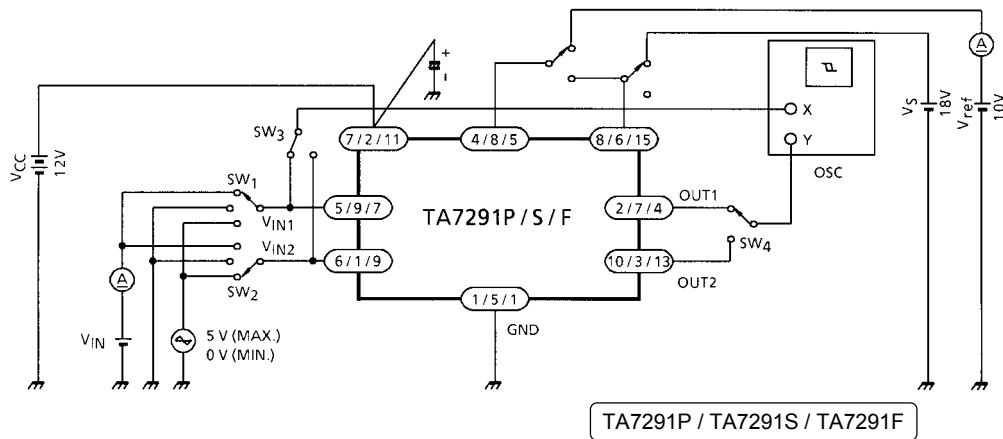 +
-
A
SW3
7/2/11
4/8/5
8/6/15
X
Y
OSC
VS
18V
Vref
10V
VCC
12V
SW1
5/9/7
VIN1
TA7291P/S/F
2/7/4
OUT1
SW4
VIN2
6/1/9
10/3/13
OUT2
SW2
A
VIN
5 V (MAX.)
0 V (MIN.)
1/5/1
GND
TA7291P / TA7291S / TA7291F